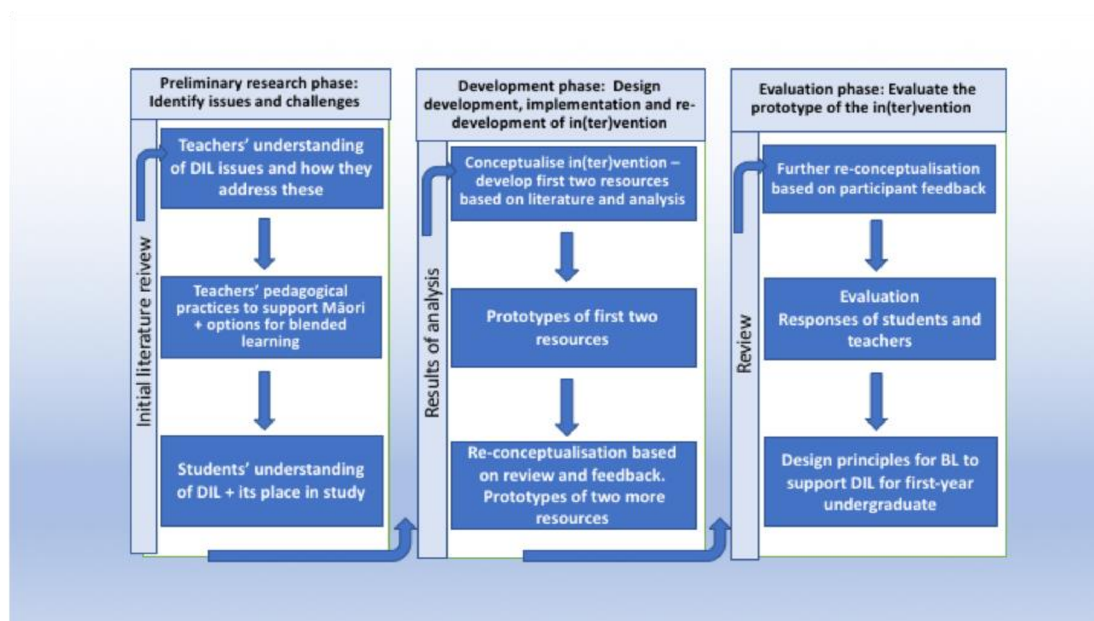 Preliminary research phase:
Identify issues and challenges
Initial literature reivew
Teachers' understanding
of DIL issues and how they
address these
Teachers' pedagogical
practices to support Māori
+ options for blended
learning
Students' understanding
of DIL + its place in study
Development phase: Design
development, implementation and re-
development of in(ter)vention
Results of analysis
Conceptualise in(ter)vention –
develop first two resources
based on literature and analysis
Prototypes of first two
resources
Re-conceptualisation based
on review and feedback.
Prototypes of two more
resources
Evaluation phase: Evaluate the
prototype of the in(ter)vention
Review
Further re-conceptualisation
based on participant feedback
Evaluation
Responses of students and
teachers
Design principles for BL to
support DIL for first-year
undergraduate